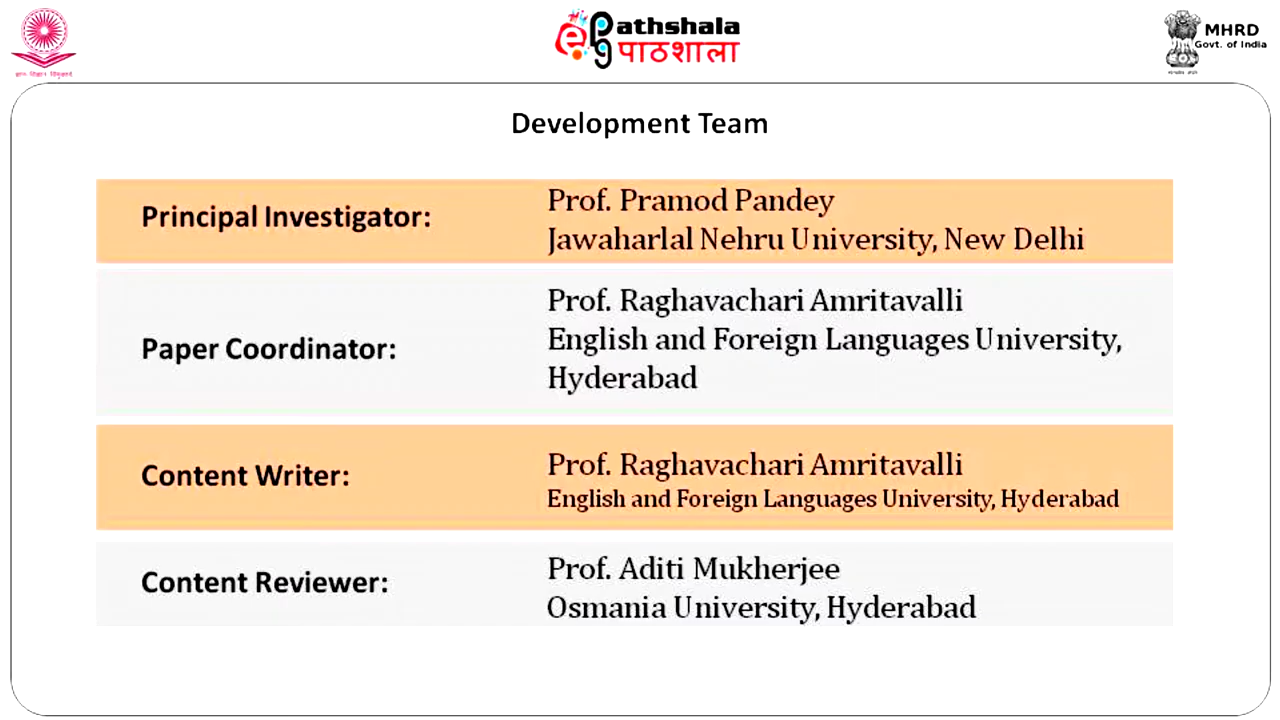 ज्ञान विज्ञान विमुक्तये
Pathshala
पाठशाला
MHRD
Govt. of India
Development Team
Principal Investigator:
Prof. Pramod Pandey
Jawaharlal Nehru University, New Delhi
Paper Coordinator:
Prof. Raghavachari Amritavalli
English and Foreign Languages University,
Hyderabad
Content Writer:
Prof. Raghavachari Amritavalli
English and Foreign Languages University, Hyderabad
Content Reviewer:
Prof. Aditi Mukherjee
Osmania University, Hyderabad